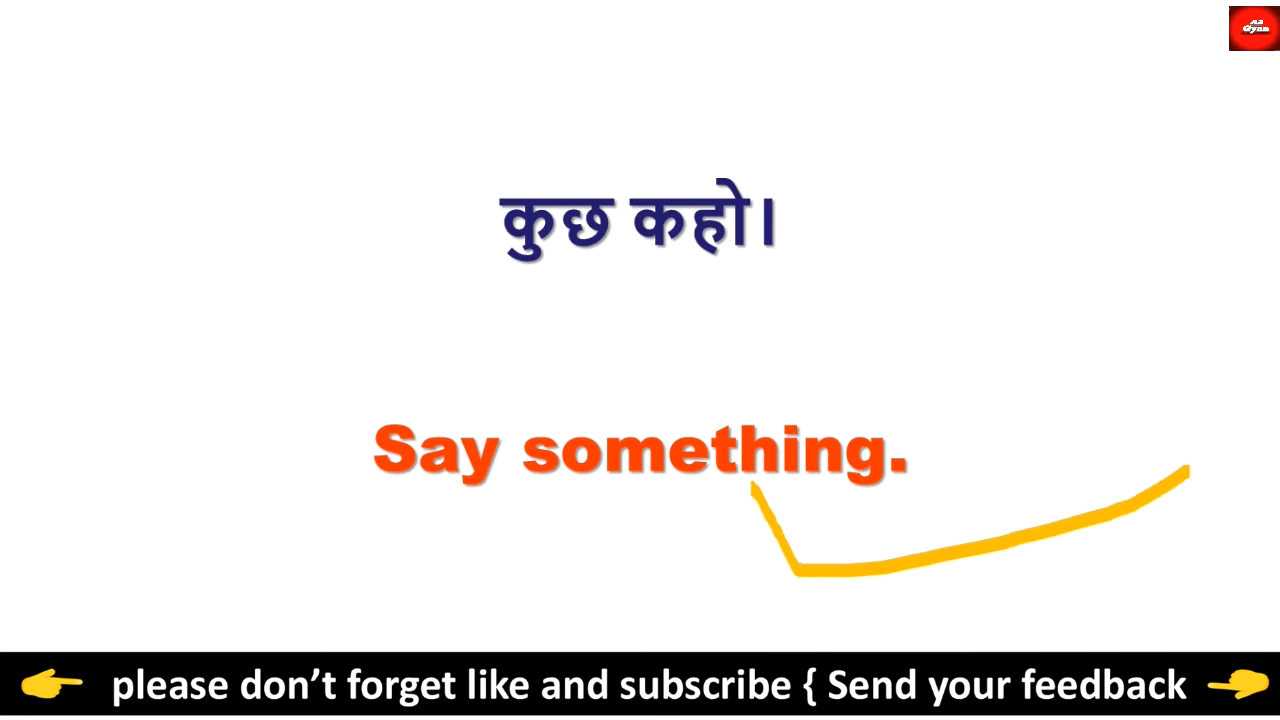 कुछ कहो।
Say something.
please don’t forget like and subscribe { Send your feedback